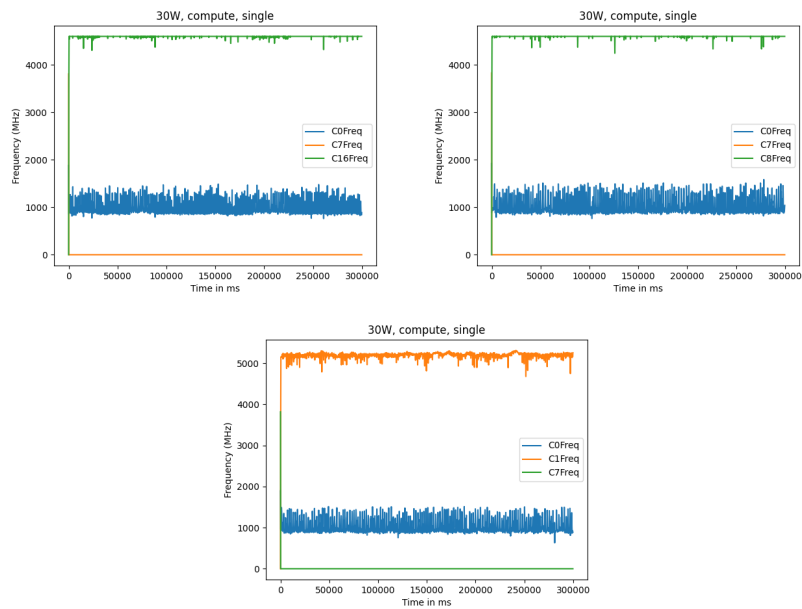 30W, compute, single
Frequency (MHz)
4000
3000
2000
1000
0
C0Freq
C7Freq
C16Freq
0 50000 100000 150000 200000 250000 300000
Time in ms
30W, compute, single
Frequency (MHz)
4000
3000
2000
1000
0
C0Freq
C7Freq
C8Freq
0 50000 100000 150000 200000 250000 300000
Time in ms
30W, compute, single
Frequency (MHz)
5000
4000
3000
2000
1000
0
C0Freq
C1Freq
C7Freq
0 50000 100000 150000 200000 250000 300000
Time in ms